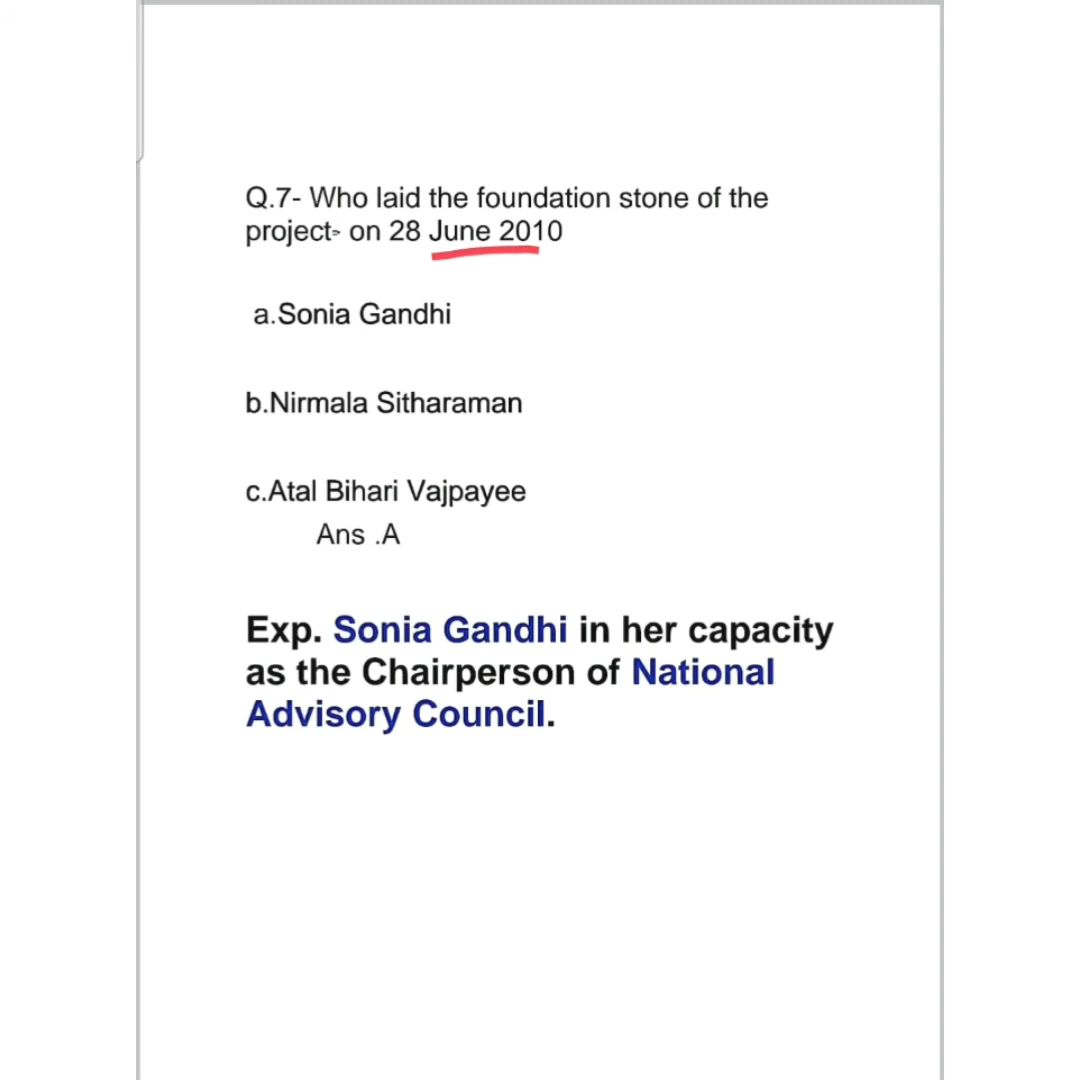 Q.7- Who laid the foundation stone of the
project- on 28 June 2010
a.Sonia Gandhi
b.Nirmala Sitharaman
c.Atal Bihari Vajpayee
Ans .A
Exp. Sonia Gandhi in her capacity
as the Chairperson of National
Advisory Council.